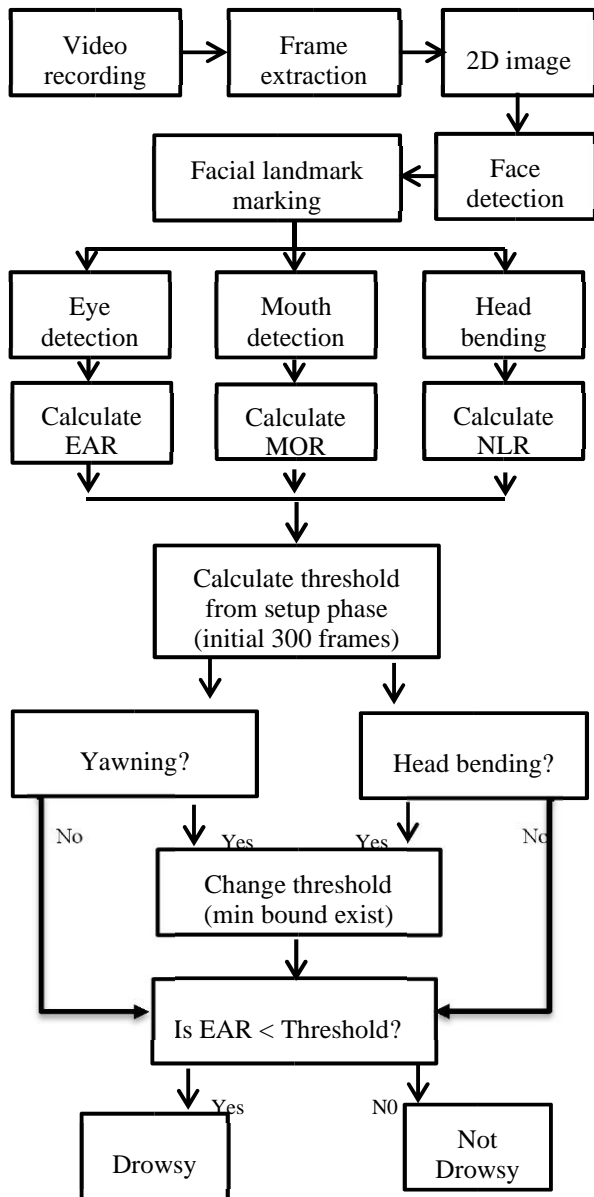 Video
recording
Frame
extraction
2D image
Facial landmark
marking
Face
detection
Eye
detection
Mouth
detection
Head
bending
Calculate
EAR
Calculate
MOR
Calculate
NLR
Calculate threshold
from setup phase
(initial 300 frames)
Yawning?
Head bending?
No
Yes
Yes
No
Change threshold
(min bound exist)
Is EAR < Threshold?
Yes
N0
Drowsy
Not
Drowsy